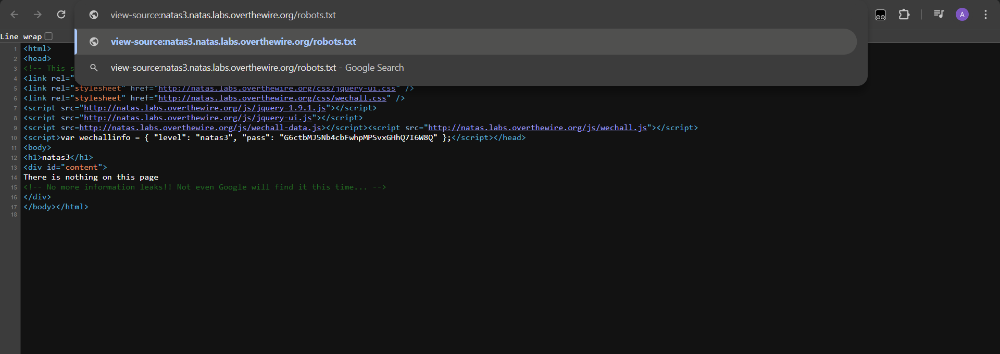 view-source:natas3.natas.labs.overthewire.org/robots.txt
A
view-source:natas3.natas.labs.overthewire.org/robots.txt
view-source:natas3.natas.labs.overthewire.org/robots.txt - Google Search
Line wrap
1 <html>
2 <head>
3 <!-- This s
4 <link rel="
5 <link rel="stylesheet" href="http://natas.labs.overthewire.org/css/jquery-ui.css" />
6 <link rel="stylesheet" href="http://natas.labs.overthewire.org/css/wechall.css" />
7 <script src="http://natas.labs.overthewire.org/js/jquery-1.9.1.js"></script>
8 <script src="http://natas.labs.overthewire.org/js/jquery-ui.js"></script>
9 <script src=http://natas.labs.overthewire.org/js/wechall-data.js></script><script src="http://natas.labs.overthewire.org/js/wechall.js"></script>
10 <script>var wechallinfo = { "level": "natas3", "pass": "G6ctbMJ5Nb4cbFwhpMPSvxGHhQ7I6W8Q" };</script></head>
11 <body>
12 <h1>natas3</h1>
13 <div id="content">
14 There is nothing on this page
15 <!-- No more information leaks!! Not even Google will find it this time... -->
16 </div>
17 </body></html>
18